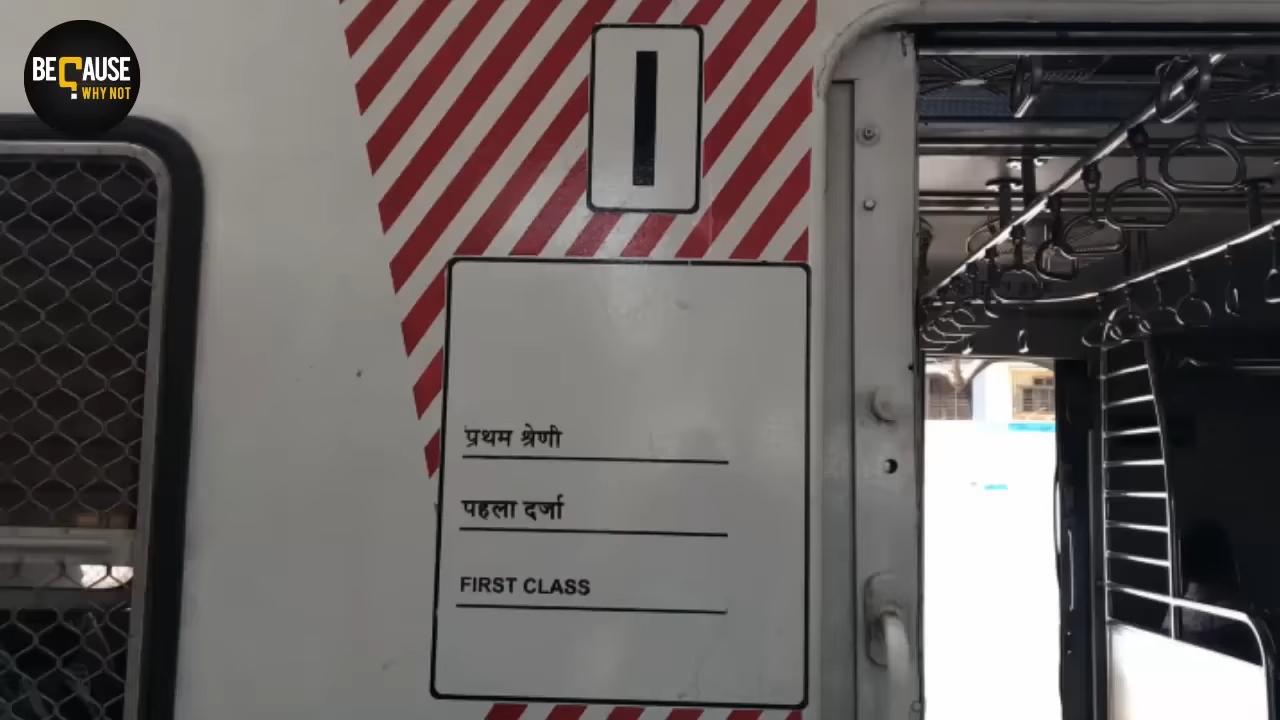 BECAUSE
WHY NOT
I
प्रथम श्रेणी
पहला दर्जा
FIRST CLASS